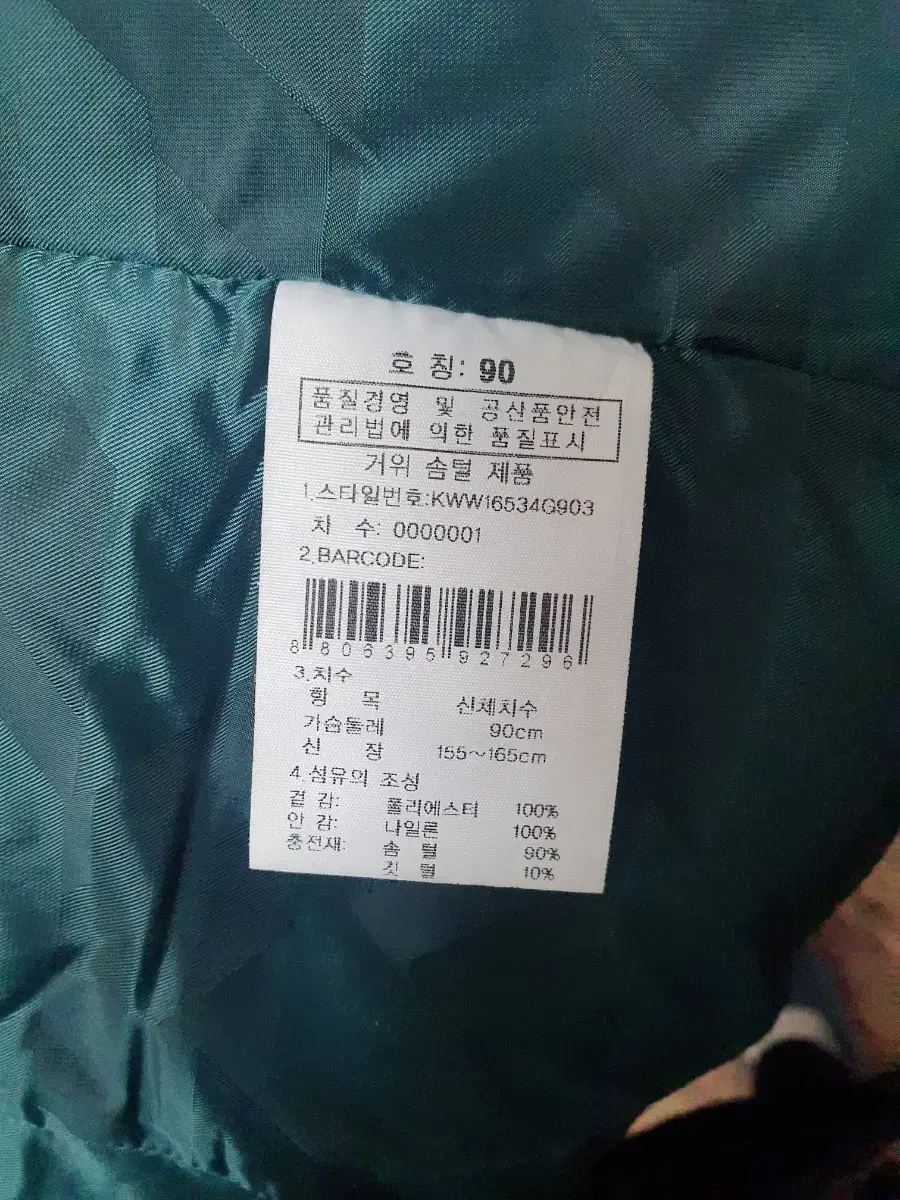 호 칭: 90
품질경영 및 공산품안전
관리법에 의한 품질표시
거위 솜털 제품
1.스타일번호:KWW16534G903
차 수: 0000001
2.BARCODE:
8 806395 927296
3.치수
항 목 신체치수
가슴둘레 90cm
신 장 155~165cm
4.섬유의 조성
겉 감: 폴리에스터 100%
안 감: 나일론 100%
충전재: 솜 털 90%
깃 털 10%